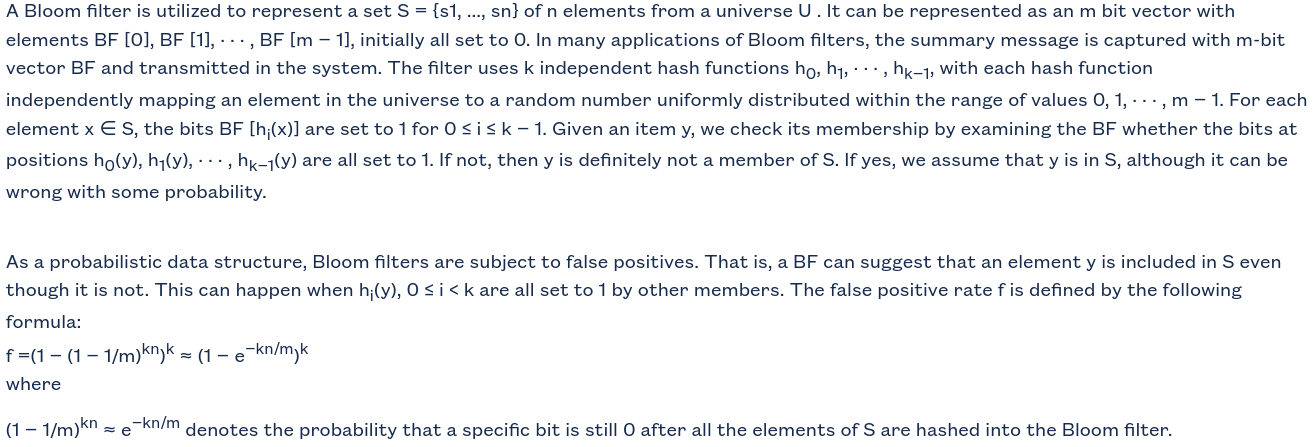 A Bloom filter is utilized to represent a set S = {s1, ..., sn} of n elements from a universe U . It can be represented as an m bit vector with
elements BF [0], BF [1], · · · , BF [m − 1], initially all set to 0. In many applications of Bloom filters, the summary message is captured with m-bit
vector BF and transmitted in the system. The filter uses k independent hash functions h₀, h₁, · · · , hₖ₋₁, with each hash function
independently mapping an element in the universe to a random number uniformly distributed within the range of values 0, 1, · · · , m − 1. For each
element x ∈ S, the bits BF [hᵢ(x)] are set to 1 for 0 ≤ i ≤ k − 1. Given an item y, we check its membership by examining the BF whether the bits at
positions h₀(y), h₁(y), · · · , hₖ₋₁(y) are all set to 1. If not, then y is definitely not a member of S. If yes, we assume that y is in S, although it can be
wrong with some probability.
As a probabilistic data structure, Bloom filters are subject to false positives. That is, a BF can suggest that an element y is included in S even
though it is not. This can happen when hᵢ(y), 0 ≤ i < k are all set to 1 by other members. The false positive rate f is defined by the following
formula:
f =(1 − (1 − 1/m)ᵏⁿ)ᵏ ≈ (1 − e⁻ᵏⁿ/ᵐ)ᵏ
where
(1 − 1/m)ᵏⁿ ≈ e⁻ᵏⁿ/ᵐ denotes the probability that a specific bit is still 0 after all the elements of S are hashed into the Bloom filter.